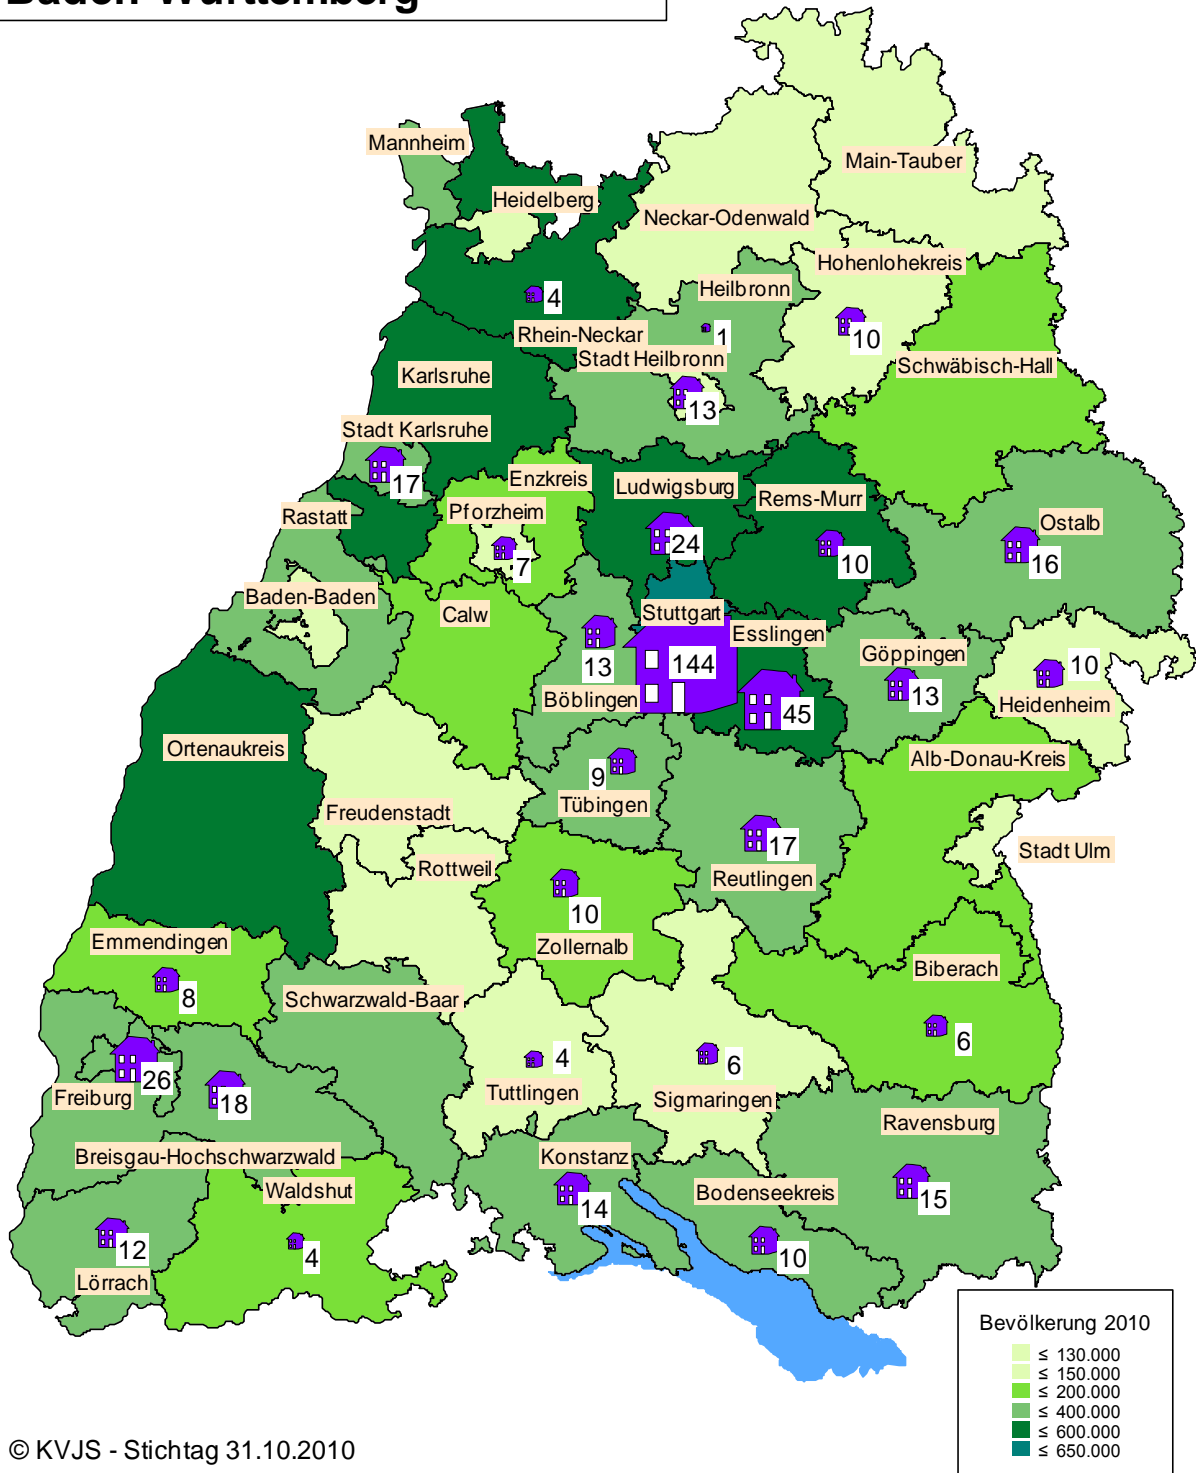 Baden-Württemberg
Mannheim
Main-Tauber
Heidelberg
Neckar-Odenwald
Hohenlohekreis
Heilbronn
4
1
10
Rhein-Neckar
Stadt Heilbronn
Schwäbisch-Hall
Karlsruhe
13
Stadt Karlsruhe
17
Enzkreis
Ludwigsburg
Rems-Murr
Pforzheim
Rastatt
Ostalb
24
7
10
16
Baden-Baden
Calw
Stuttgart
Esslingen
Göppingen
13
144
10
Böblingen
13
Heidenheim
45
Ortenaukreis
Alb-Donau-Kreis
9
Tübingen
Freudenstadt
17
Stadt Ulm
Rottweil
Reutlingen
10
Emmendingen
Zollernalb
Biberach
8
Schwarzwald-Baar
6
4
6
26
Freiburg
18
Tuttlingen
Sigmaringen
Ravensburg
Breisgau-Hochschwarzwald
Konstanz
Waldshut
Bodenseekreis
15
14
12
4
10
Lörrach
Bevölkerung 2010
≤ 130.000
≤ 150.000
≤ 200.000
≤ 400.000
≤ 600.000
≤ 650.000
© KVJS - Stichtag 31.10.2010